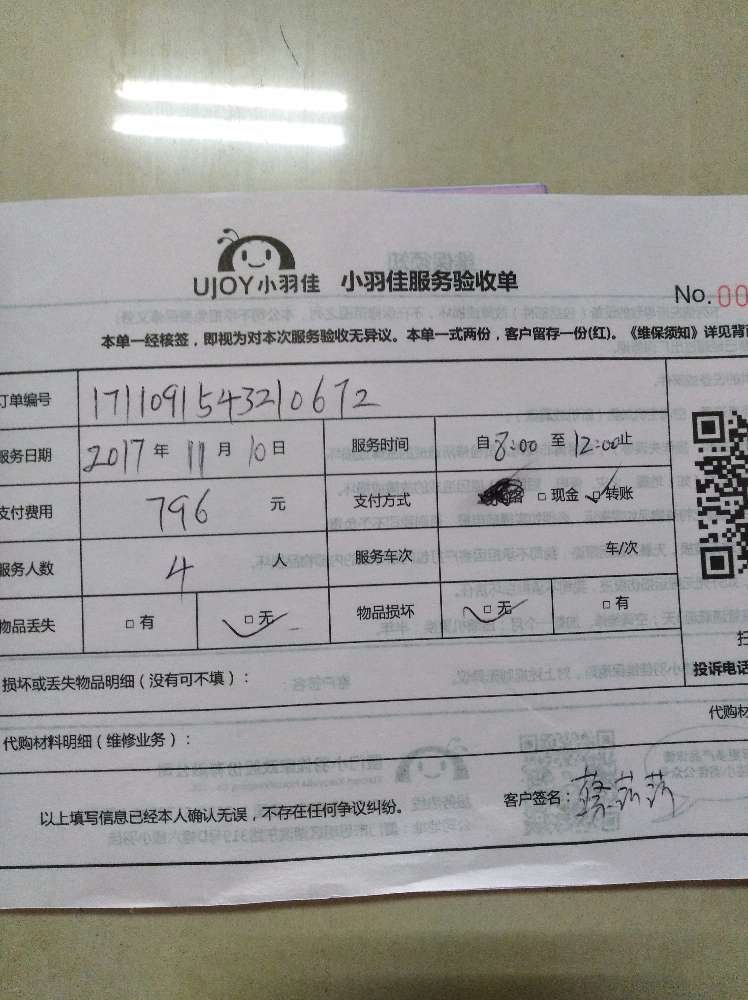 UJOY小羽佳 小羽佳服务验收单
No. 00
本单一经核签，即视为对本次服务验收无异议。本单一式两份，客户留存一份(红)。《维保须知》详见背面
订单编号 1711091543210672
服务日期 2017 年 11 月 10 日 服务时间 自 8:00 至 12:00 止
支付费用 796 元 支付方式 □ 现金 □ 转账
服务人数 4 人 服务车次 车/次
物品丢失 □ 有 □ 无 物品损坏 □ 无 □ 有
扫
损坏或丢失物品明细（没有可不填）： 投诉电话
代购材
代购材料明细（维修业务）：
以上填写信息已经本人确认无误，不存在任何争议纠纷。 客户签名：